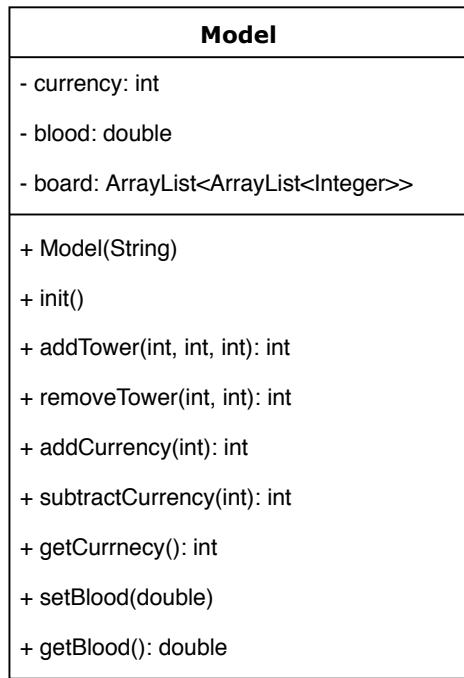 Model
- currency: int
- blood: double
- board: ArrayList<ArrayList<Integer>>
+ Model(String)
+ init()
+ addTower(int, int, int): int
+ removeTower(int, int): int
+ addCurrency(int): int
+ subtractCurrency(int): int
+ getCurrnecy(): int
+ setBlood(double)
+ getBlood(): double